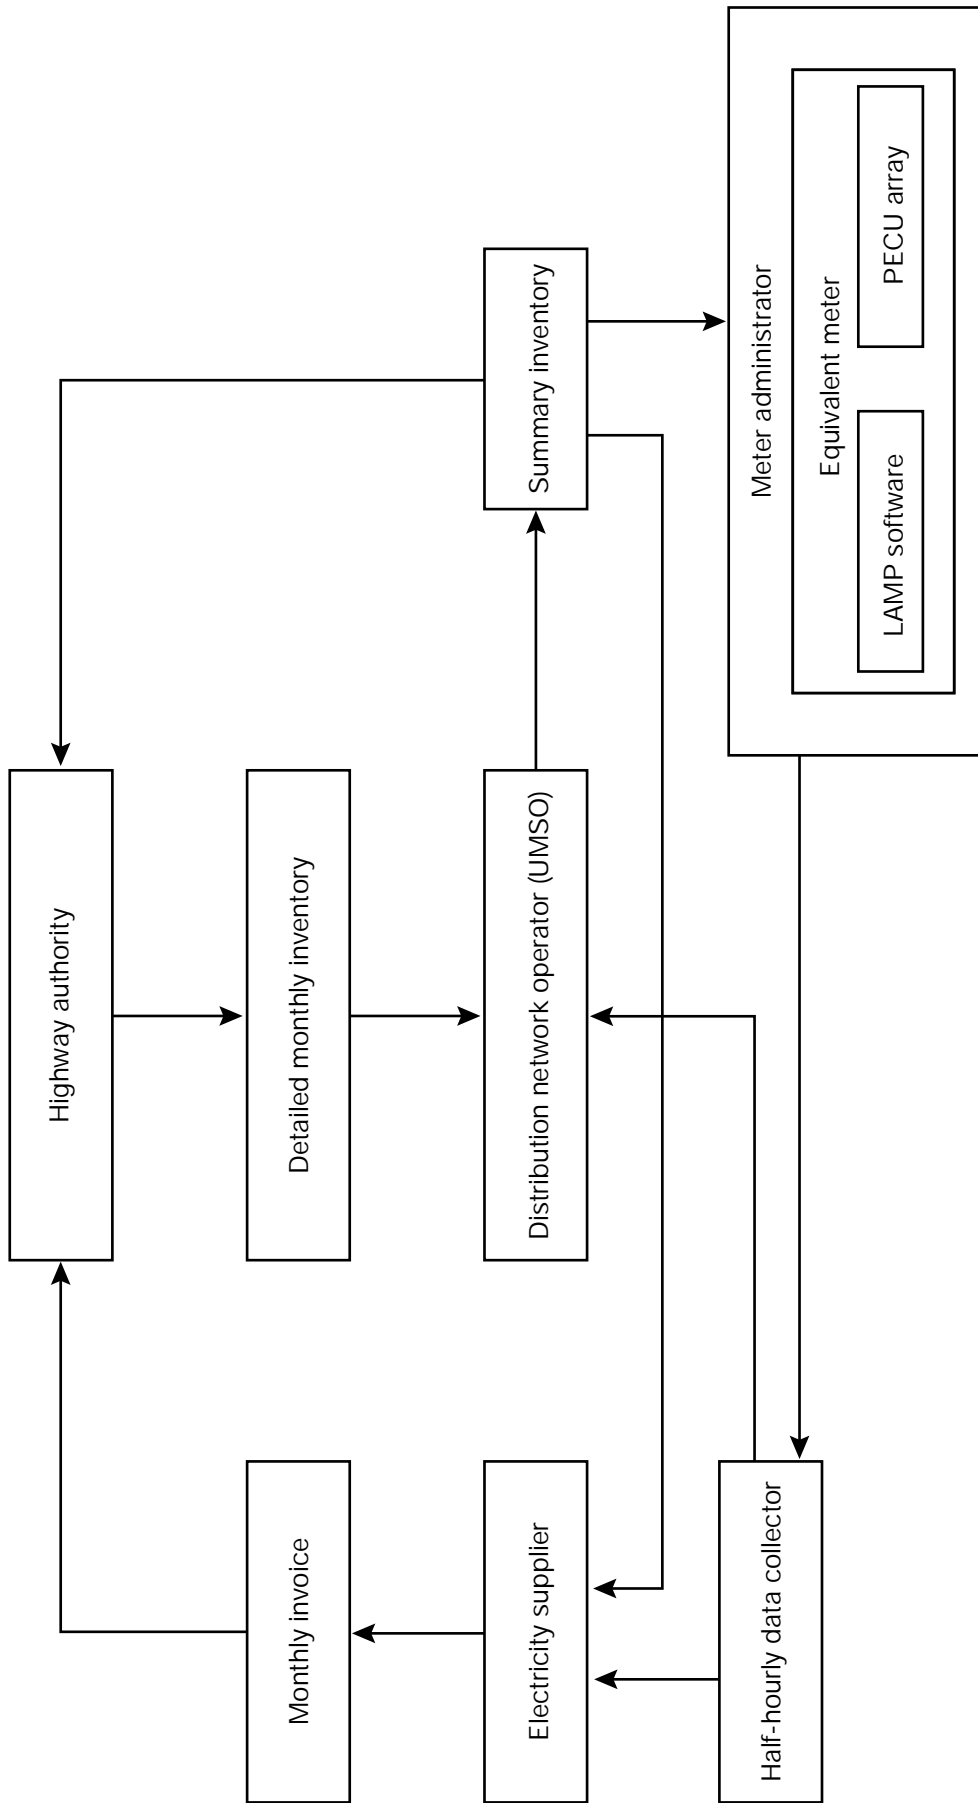 Highway authority
Monthly invoice
Detailed monthly inventory
Electricity supplier
Distribution network operator (UMSO)
Summary inventory
Half-hourly data collector
Meter administrator
Equivalent meter
LAMP software
PECU array